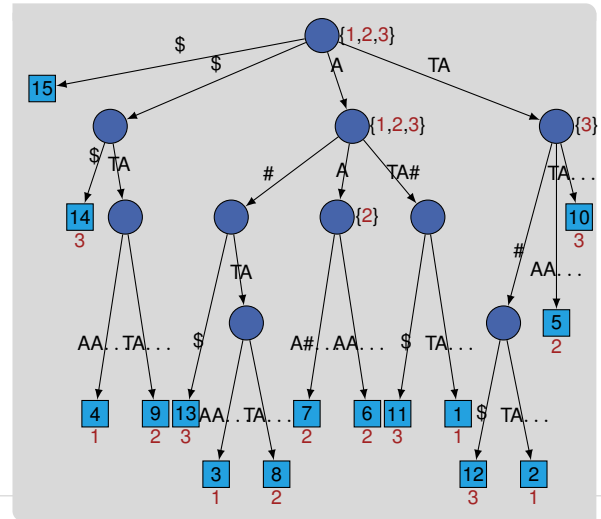 $
{1,2,3}
$
A
TA
15
{1,2,3}
{3}
$
TA
#
A
TA#
TA. . .
14
{2}
10
3
3
#
TA
AA. . .
5
2
AA. . .
TA. . .
$
A#. . .
AA. . .
$
TA. . .
4
9
13
AA. . .
TA. . .
7
6
11
1
$
TA. . .
1
2
3
2
2
3
1
3
8
12
2
1
2
3
1